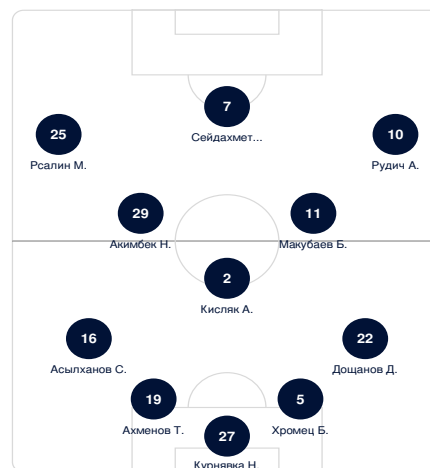 7
Сейдахмет...
25
10
Рсалин М.
Рудич А.
29
11
Акимбек Н.
Макубаев Б.
2
Кисляк А.
16
22
Асылханов С.
Дощанов Д.
19
5
Ахменов Т.
Хромец Б.
27
Курнявка Н